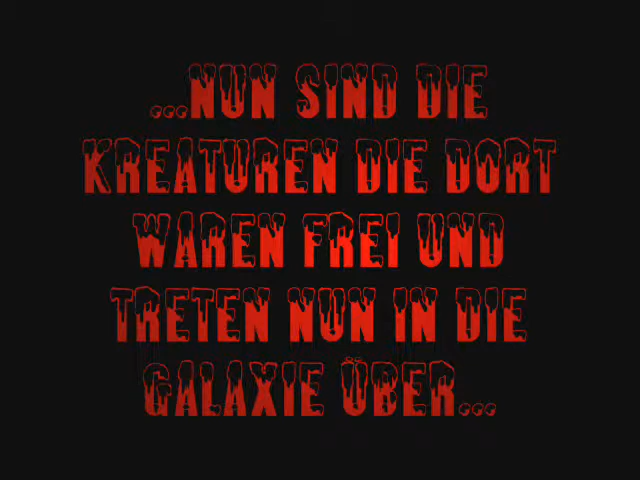 ...NUN SIND DIE
KREATUREN DIE DORT
WAREN FREI UND
TRETEN NUN IN DIE
GALAXIE ÜBER...